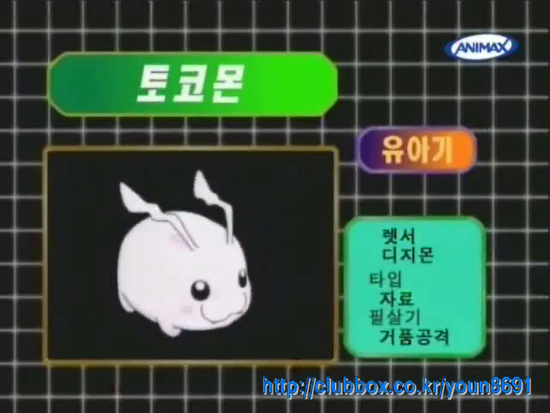 ANIMAX
토코몬
유아기
렛서
디지몬
타입
자료
필살기
거품공격
http://clubbox.co.kr/youn8691